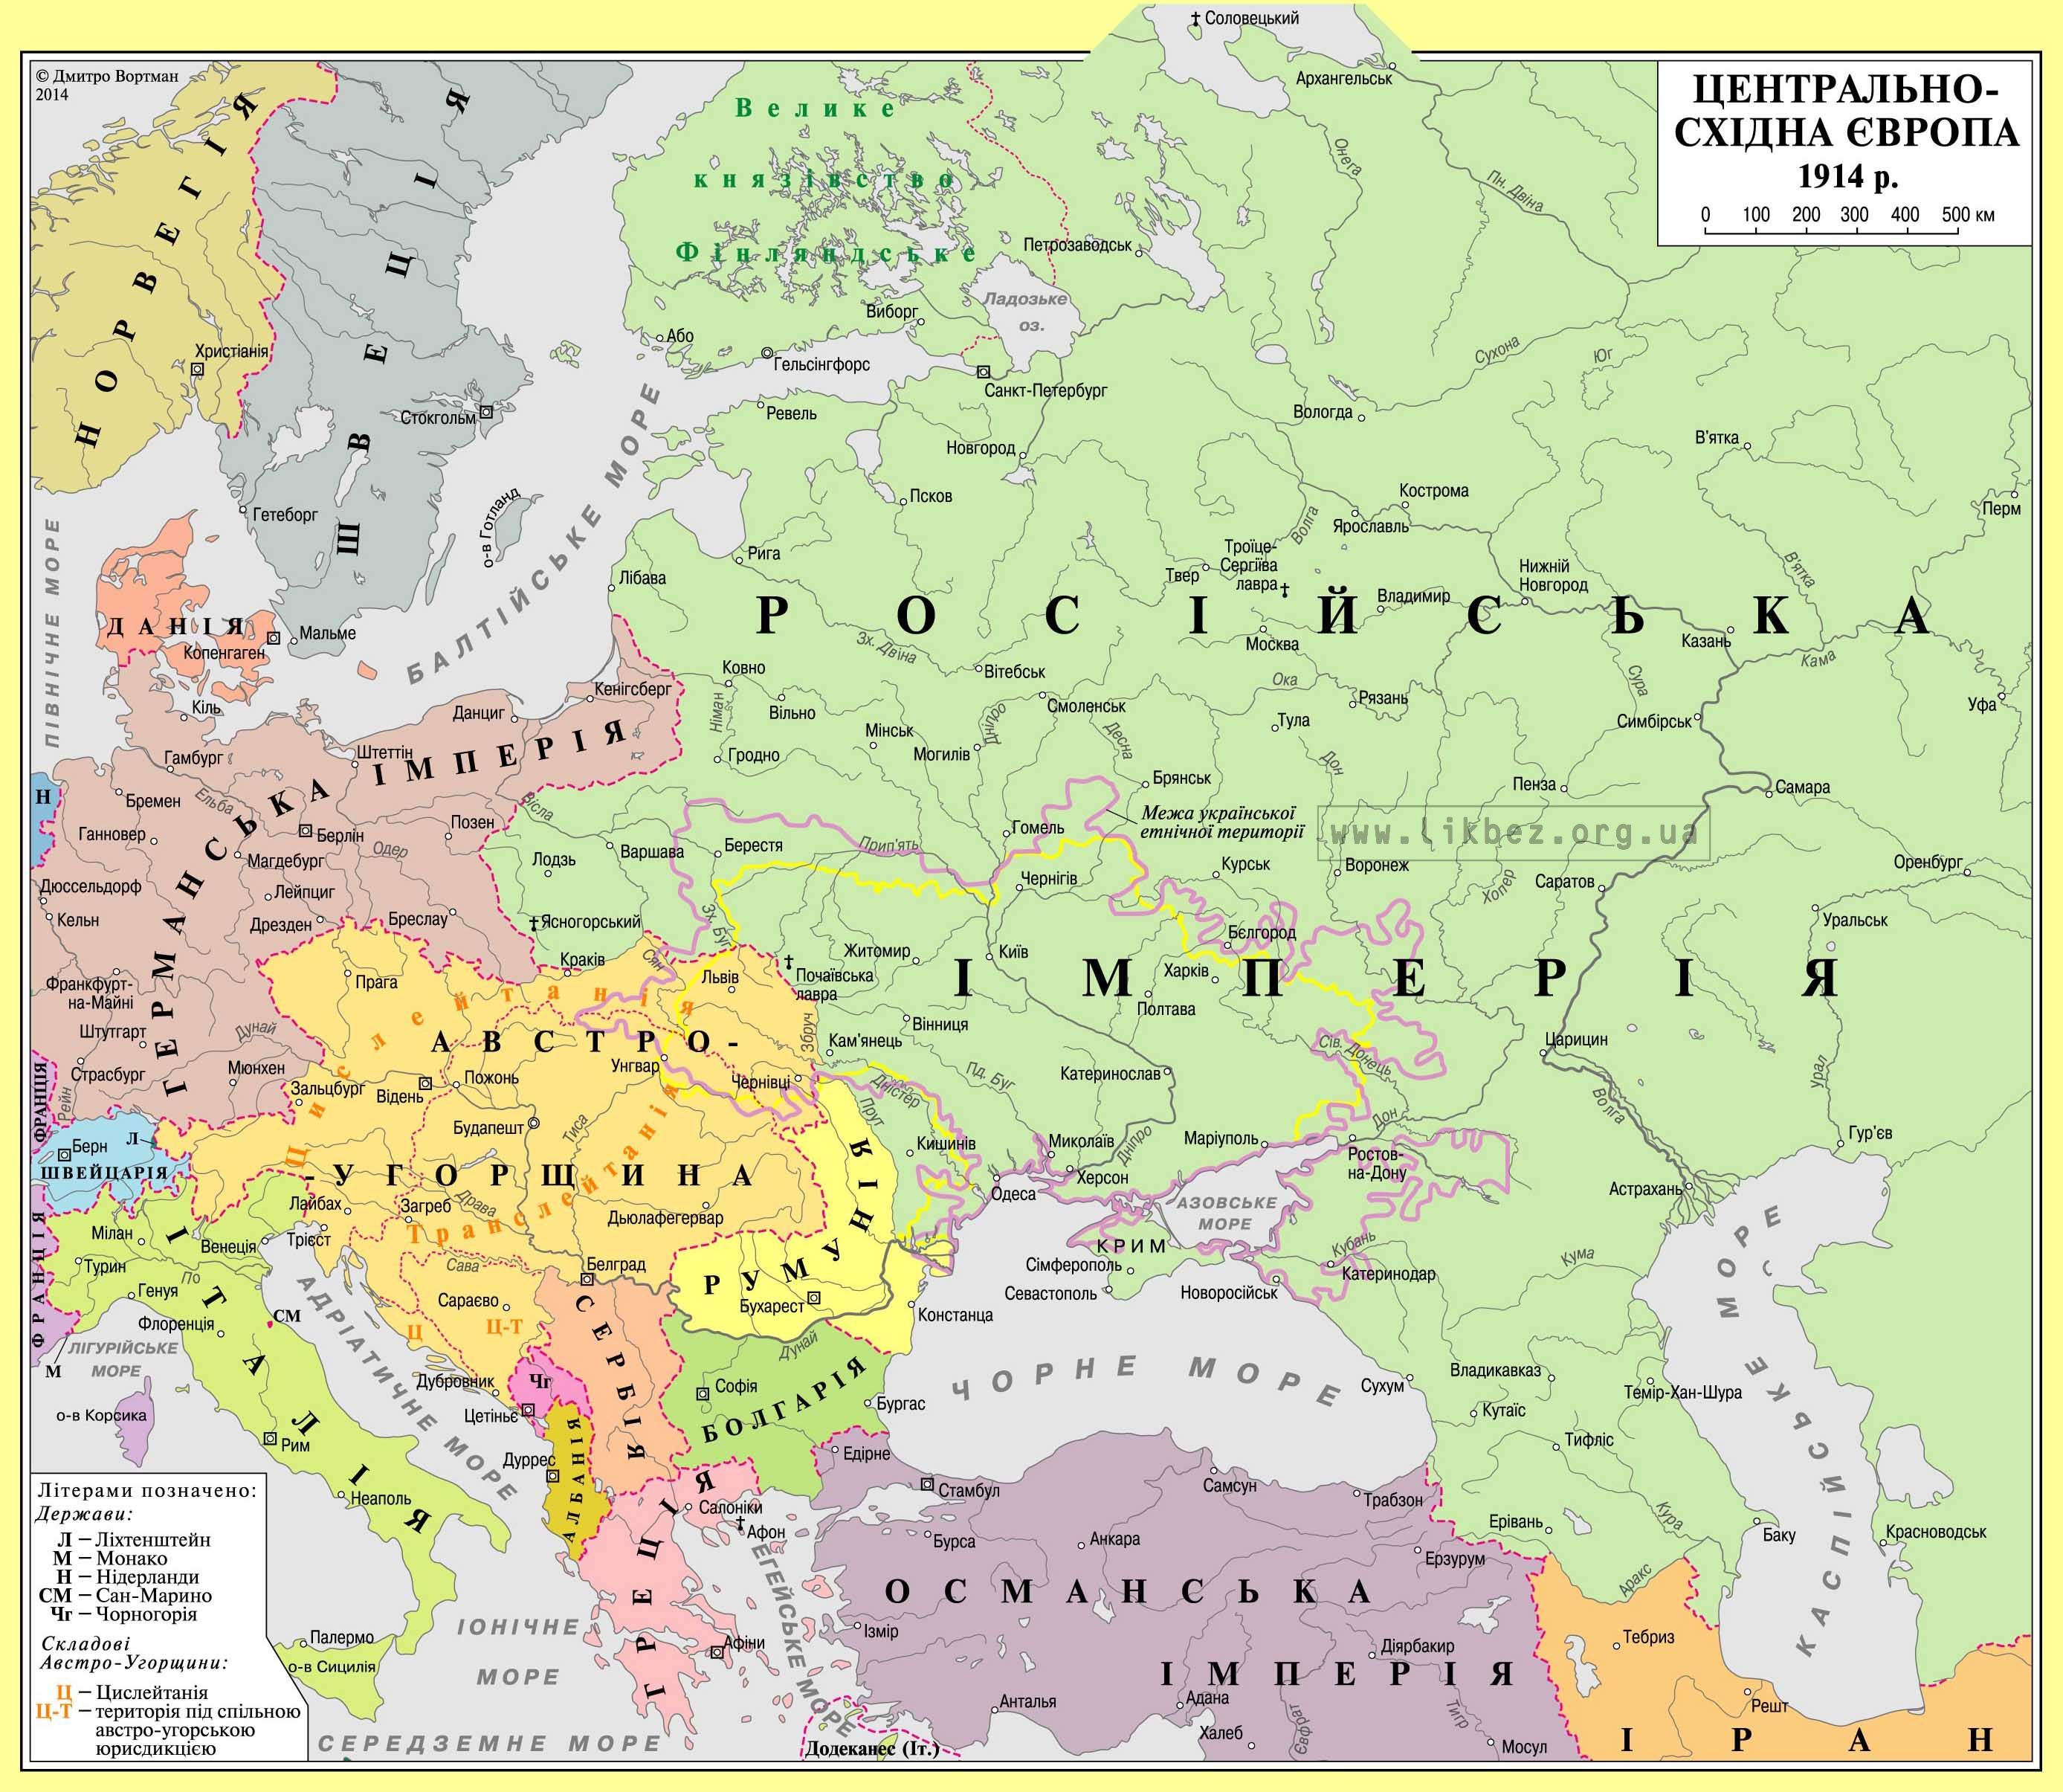 © Дмитро Вортман
2014
ЦЕНТРАЛЬНО-
СХІДНА ЄВРОПА
1914 р.
0 100 200 300 400 500 км
Соловецький
Архангельськ
НОРВЕГІЯ
ШВЕЦІЯ
Велике
князівство
Фінляндське
Онега
Пн. Двіна
Петрозаводськ
Ладозьке
оз.
Виборг
Або
Гельсінгфорс
Христіанія
Санкт-Петербург
Сухона
Юг
Стокгольм
Ревель
Вологда
В'ятка
Новгород
Гетеборг
о-в Готланд
БАЛТІЙСЬКЕ МОРЕ
ПІВНІЧНЕ МОРЕ
Псков
Кострома
Ярославль
Волга
Перм
Рига
Лібава
Троїце-
Сергіїва
лавра
Твер
Нижній
Новгород
В'ятка
Владимир
РОСІЙСЬКА
ДАНІЯ
Копенгаген
Мальме
Москва
Казань
Кама
Зх. Двіна
Ковно
Вітебськ
Кіль
Данциг
Кенігсберг
Німан
Вільно
Смоленськ
Дніпро
Десна
Ока
Рязань
Тула
Сура
Симбірськ
Уфа
Гамбург
Штеттін
Мінськ
Могилів
Гродно
Дон
Брянськ
Пенза
Самара
Н
Бремен
Ельба
ГЕРМАНСЬКА ІМПЕРІЯ
Вісла
Ганновер
Берлін
Позен
Магдебург
Одер
Межа української
етнічної території
www.likbez.org.ua
Гомель
Лодзь
Варшава
Берестя
Прип'ять
Курськ
Воронеж
Хопер
Саратов
Оренбург
Дюссельдорф
Кельн
Лейпциг
Дрезден
Бреслау
Чернігів
Ясногорський
Зх. Буг
Уральськ
Краків
Сян
Житомир
Київ
Бєлгород
Франкфурт-
на-Майні
Прага
Львів
Почаївська
лавра
Харків
Полтава
ІМПЕРІЯ
Цислейтанія
Штутгарт
Дунай
АВСТРО-
Збруч
Вінниця
Кам'янець
Царицин
Страсбург
Мюнхен
Рейн
Зальцбург
Відень
Пожонь
Унгвар
Чернівці
Дністер
Пд. Буг
Катеринослав
Сів. Донець
Урал
Волга
ФРАНЦІЯ
Берн
Л
ШВЕЙЦАРІЯ
Будапешт
Тиса
Прут
Кишинів
Миколаїв
Дніпро
Маріуполь
Дон
Гур'єв
-УГОРЩИНА
Транслейтанія
Одеса
Херсон
Ростов-
на-Дону
Астрахань
Лайбах
Загреб
Драва
Дьюлафегервар
АЗОВСЬКЕ
МОРЕ
ФРАНЦІЯ
Мілан
Венеція
Трієст
Турин
По
Генуя
Сава
Белград
РУМУНІЯ
КРИМ
Сімферополь
Севастополь
Новоросійськ
Кубань
Катеринодар
Кума
АДРІАТИЧНЕ МОРЕ
Сараєво
Бухарест
Констанца
Флоренція
СМ
Ц
Ц-Т
СЕРБІЯ
Дунай
КАСПІЙСЬКЕ МОРЕ
ЛІГУРІЙСЬКЕ
МОРЕ
М
ІТАЛІЯ
Дубровник
Чг
Цетіньє
Софія
БОЛГАРІЯ
Бургас
ЧОРНЕ МОРЕ
Сухум
Владикавказ
Темір-Хан-Шура
Кутаїс
Тифліс
о-в Корсика
Рим
Дуррес
АЛБАНІЯ
Едірне
Стамбул
Самсун
Трабзон
Неаполь
ГРЕЦІЯ
Салоніки
Афон
Бурса
Анкара
Ерзурум
Ерівань
Кура
Баку
Красноводськ
Аракс
ОСМАНСЬКА
ЕГЕЙСЬКЕ МОРЕ
ІОНІЧНЕ
МОРЕ
Ізмір
Афіни
Палермо
о-в Сицилія
Діярбакир
Тебриз
ІМПЕРІЯ
Анталья
Адана
Халеб
Євфрат
Тигр
Мосул
Решт
ІРАН
СЕРЕДЗЕМНЕ МОРЕ
Додеканес (Іт.)
Літерами позначено:
Держави:
Л – Ліхтенштейн
М – Монако
Н – Нідерланди
СМ – Сан-Марино
Чг – Чорногорія
Складові
Австро-Угорщини:
Ц – Цислейтанія
Ц-Т – територія під спільною
австро-угорською
юрисдикцією